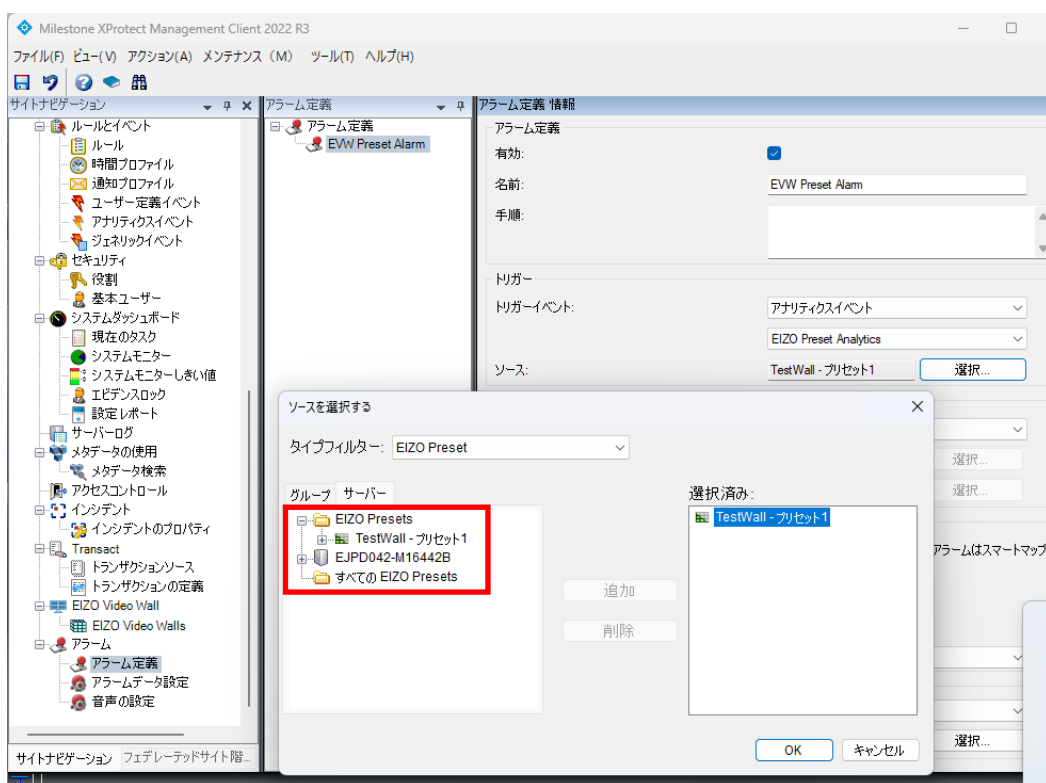 Milestone XProtect Management Client 2022 R3
ファイル(F) ビュー(V) アクション(A) メンテナンス（M） ツール(T) ヘルプ(H)
サイトナビゲーション
ルールとイベント
ルール
時間プロファイル
通知プロファイル
ユーザー定義イベント
アナリティクスイベント
ジェネリックイベント
セキュリティ
役割
基本ユーザー
システムダッシュボード
現在のタスク
システムモニター
システムモニターしきい値
エビデンスロック
設定レポート
サーバーログ
メタデータの使用
メタデータ検索
アクセスコントロール
インシデント
インシデントのプロパティ
Transact
トランザクションソース
トランザクションの定義
EIZO Video Wall
EIZO Video Walls
アラーム
アラーム定義
アラームデータ設定
音声の設定
サイトナビゲーション フェデレーテッドサイト階...
アラーム定義
アラーム定義
EVW Preset Alarm
アラーム定義 情報
アラーム定義
有効:
名前: EVW Preset Alarm
手順:
トリガー
トリガーイベント: アナリティクスイベント
EIZO Preset Analytics
ソース: TestWall - プリセット1 選択...
選択...
選択...
アラームはスマートマップ
選択...
ソースを選択する
タイプフィルター: EIZO Preset
グループ サーバー
EIZO Presets
TestWall - プリセット1
EJPD042-M16442B
すべての EIZO Presets
追加
削除
選択済み:
TestWall - プリセット1
OK キャンセル